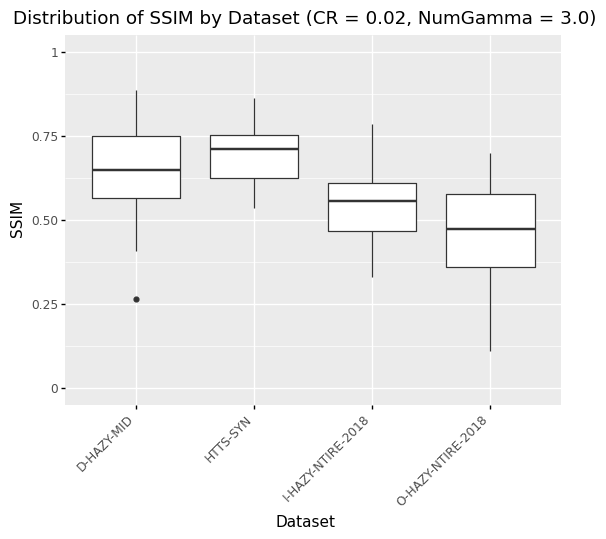 Distribution of SSIM by Dataset (CR = 0.02, NumGamma = 3.0)
1
0.75
0.50
0.25
0
SSIM
D-HAZY-MID
HTTS-SYN
I-HAZY-NTIRE-2018
O-HAZY-NTIRE-2018
Dataset